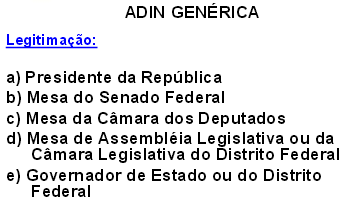 ADIN GENÉRICA
Legitimação:
a) Presidente da República
b) Mesa do Senado Federal
c) Mesa da Câmara dos Deputados
d) Mesa de Assembléia Legislativa ou da
Câmara Legislativa do Distrito Federal
e) Governador de Estado ou do Distrito
Federal